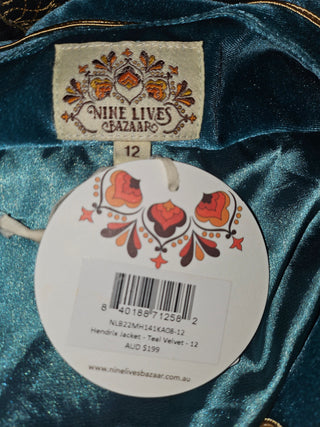 NINE LIVES
BAZAAR
12
8 40188 71258 2
NLB22MH141KA08-12
Hendrix Jacket - Teal Velvet - 12
AUD $199
www.ninelivesbazaar.com.au